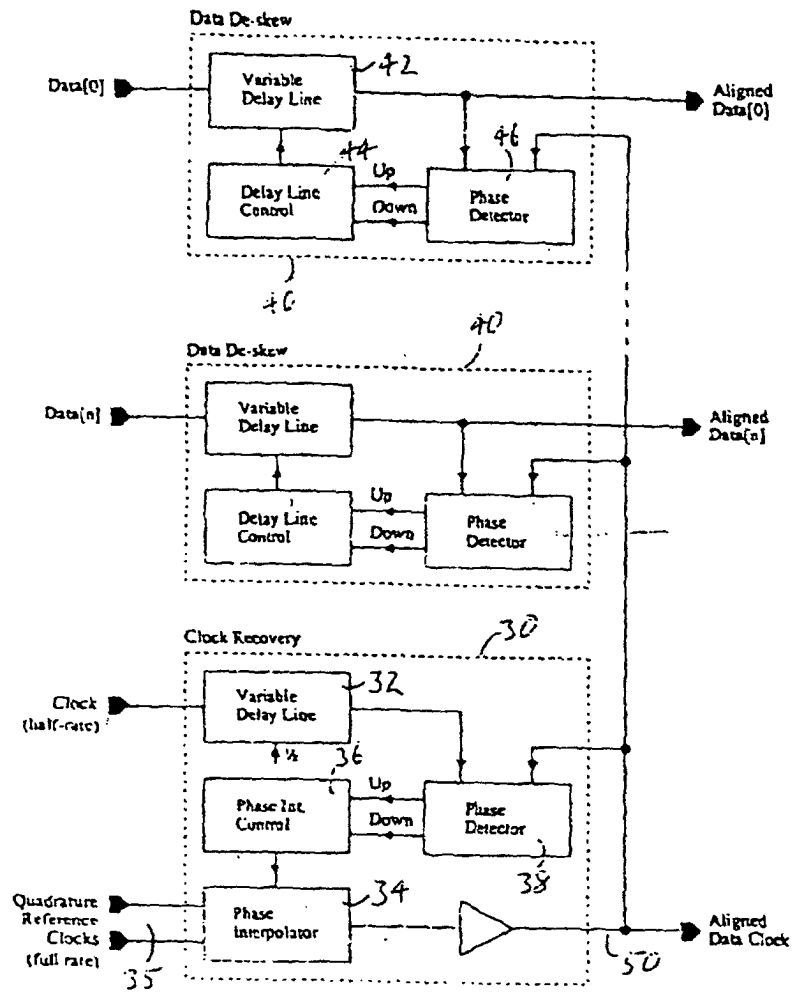 Data De-skew
42
Data[0]
Variable
Delay Line
Aligned
Data[0]
44
46
Up
Down
Delay Line
Control
Phase
Detector
40
Data De-skew
40
Data[n]
Variable
Delay Line
Aligned
Data[n]
Up
Down
Delay Line
Control
Phase
Detector
Clock Recovery
30
32
Clock
(half-rate)
Variable
Delay Line
½
36
Up
Down
Phase Int.
Control
Phase
Detector
38
34
Quadrature
Reference
Clocks
(full rate)
35
Phase
Interpolator
50
Aligned
Data Clock